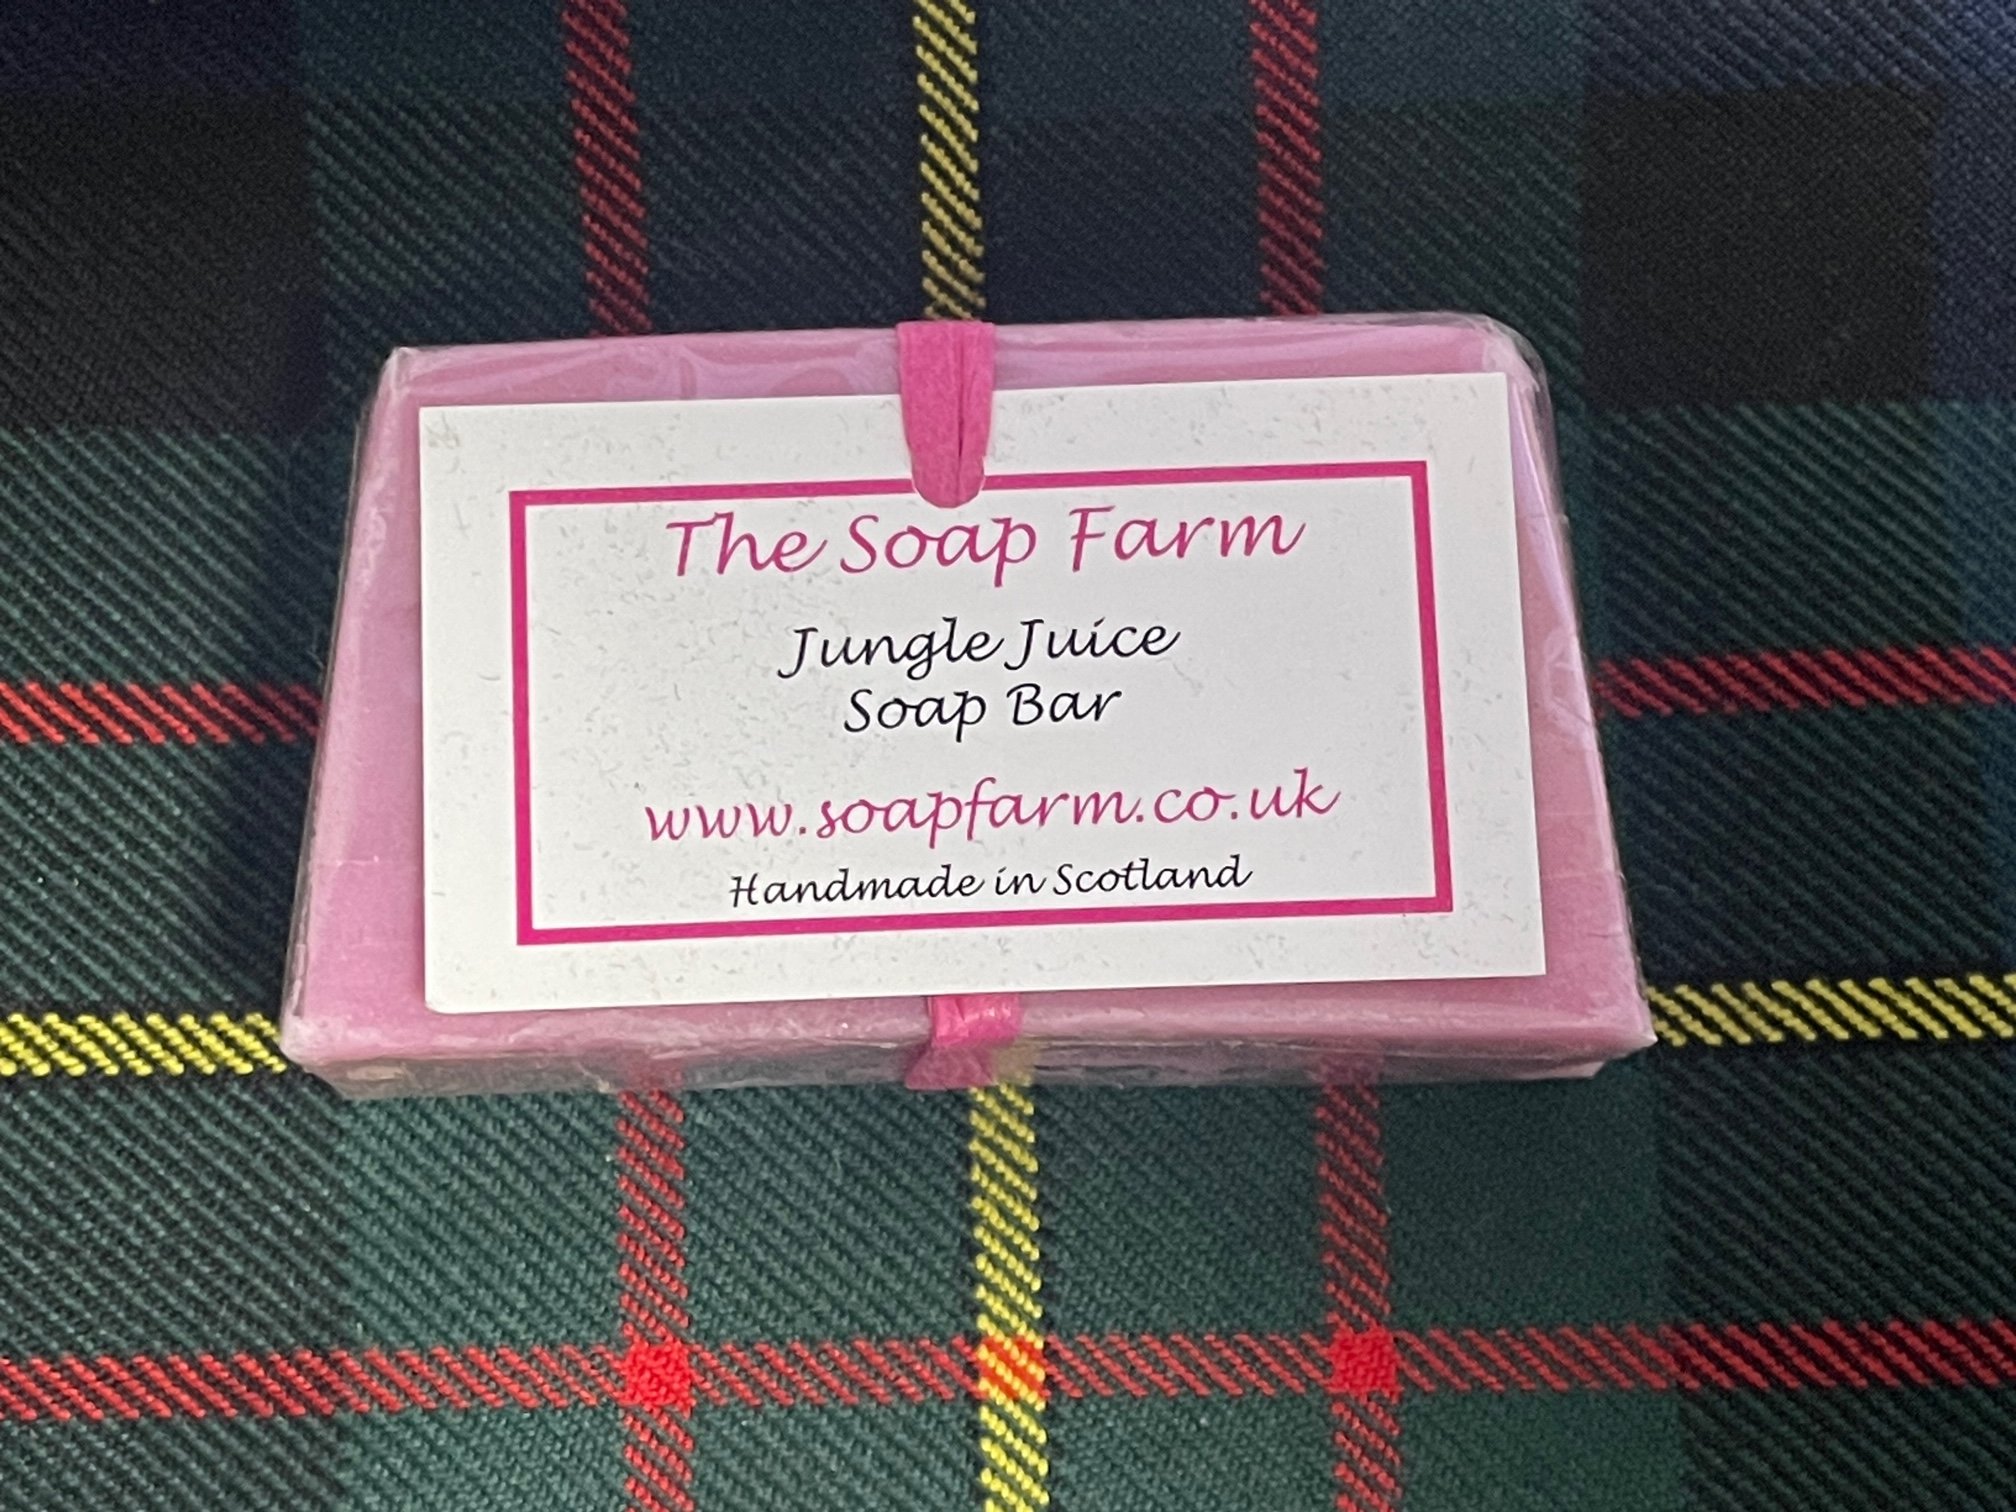 The Soap Farm
Jungle Juice
Soap Bar
www.soapfarm.co.uk
Handmade in Scotland